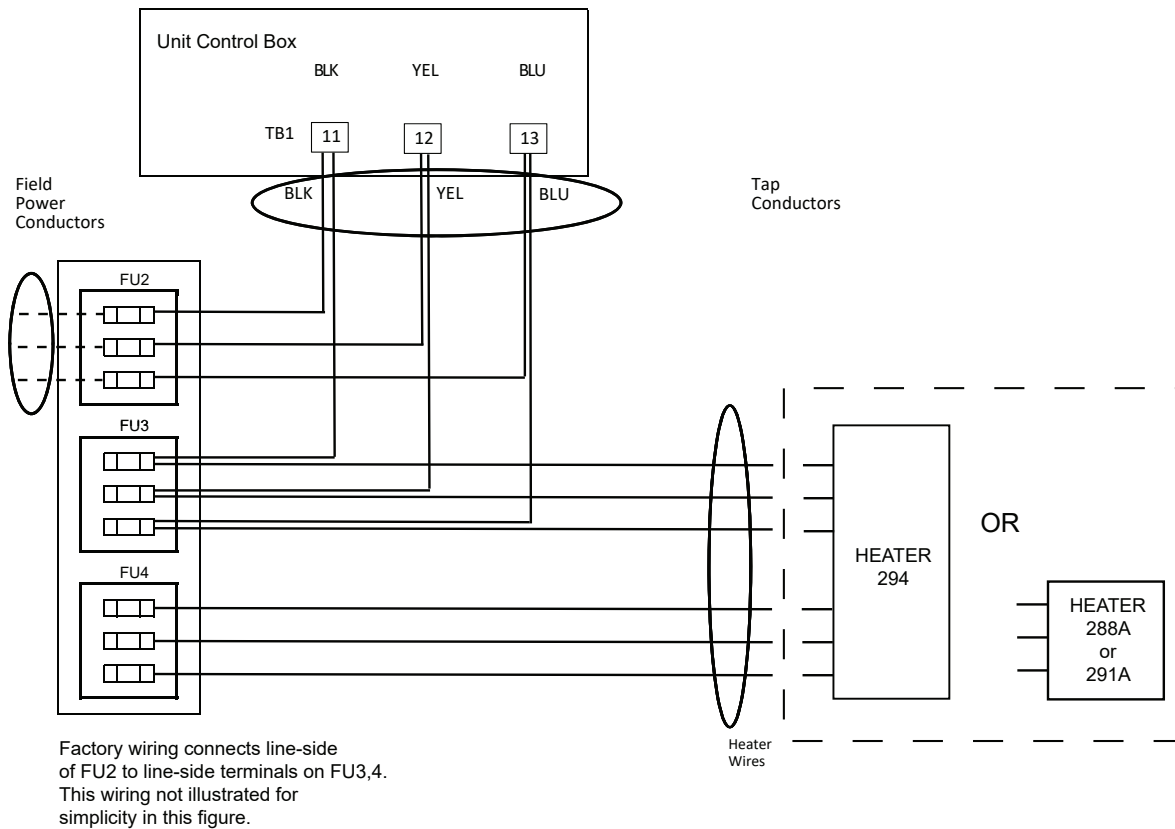 Unit Control Box
BLK YEL BLU
TB1 11 12 13
BLK YEL BLU
Field
Power
Conductors
Tap
Conductors
FU2
FU3
FU4
HEATER
294
OR
HEATER
288A
or
291A
Heater
Wires
Factory wiring connects line-side
of FU2 to line-side terminals on FU3,4.
This wiring not illustrated for
simplicity in this figure.